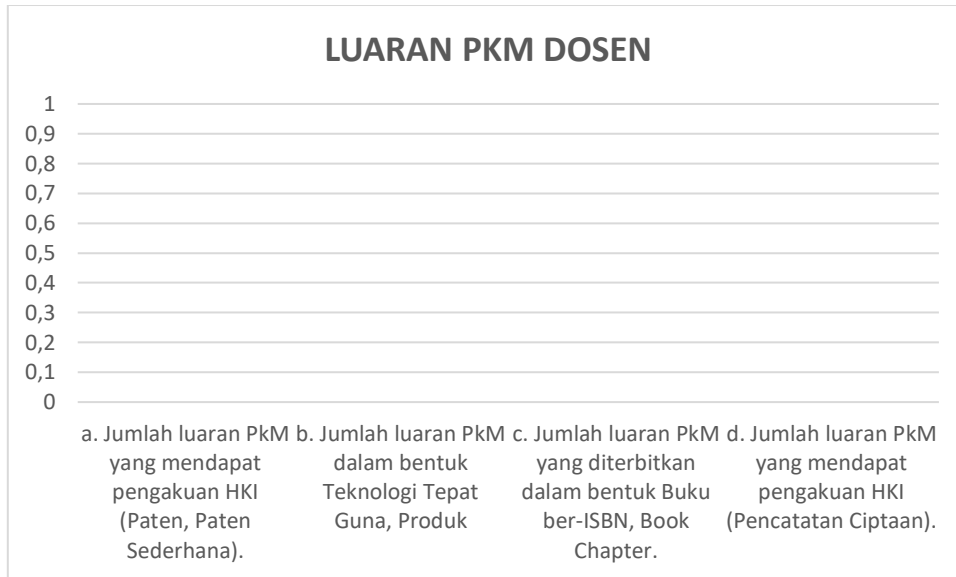 LUARAN PKM DOSEN
1
0,9
0,8
0,7
0,6
0,5
0,4
0,3
0,2
0,1
0
a. Jumlah luaran PkM
yang mendapat
pengakuan HKI
(Paten, Paten
Sederhana).
b. Jumlah luaran PkM
dalam bentuk
Teknologi Tepat
Guna, Produk
c. Jumlah luaran PkM
yang diterbitkan
dalam bentuk Buku
ber-ISBN, Book
Chapter.
d. Jumlah luaran PkM
yang mendapat
pengakuan HKI
(Pencatatan Ciptaan).